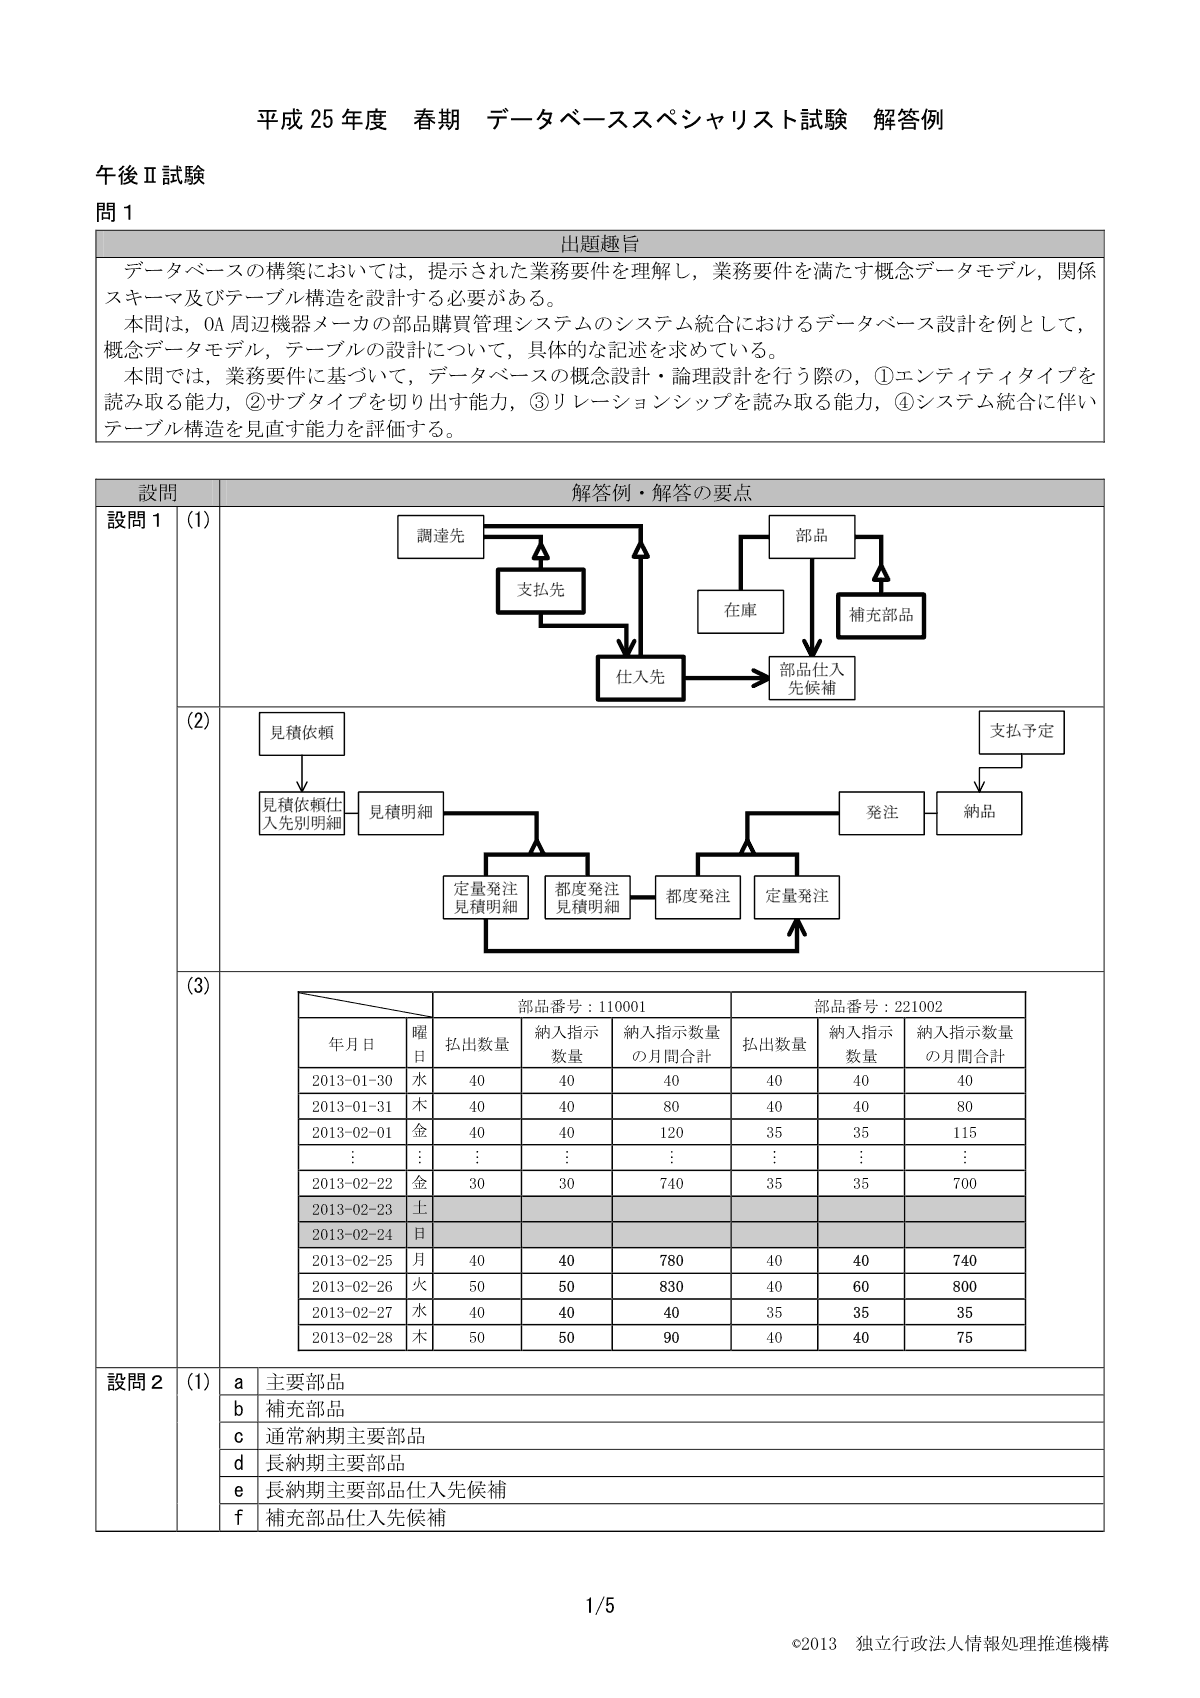 平成 25 年度　春期　データベーススペシャリスト試験　解答例
午後Ⅱ試験
問 1
出題趣旨
データベースの構築においては，提示された業務要件を理解し，業務要件を満たす概念データモデル，関係
スキーマ及びテーブル構造を設計する必要がある。
本問は，OA 周辺機器メーカの部品購買管理システムのシステム統合におけるデータベース設計を例として，
概念データモデル，テーブルの設計について，具体的な記述を求めている。
本問では，業務要件に基づいて，データベースの概念設計・論理設計を行う際の，①エンティティタイプを
読み取る能力，②サブタイプを切り出す能力，③リレーションシップを読み取る能力，④システム統合に伴い
テーブル構造を見直す能力を評価する。
設問 解答例・解答の要点
設問 1 (1)
調達先 部品
支払先
在庫 補充部品
仕入先
部品仕入
先候補
(2)
見積依頼 支払予定
見積依頼仕
入先別明細
見積明細 発注 納品
定量発注
見積明細
都度発注
見積明細
都度発注 定量発注
(3)
部品番号：110001 部品番号：221002
年月日 曜
日 払出数量 納入指示
数量 納入指示数量
の月間合計 払出数量 納入指示
数量 納入指示数量
の月間合計
2013-01-30 水 40 40 40 40 40 40
2013-01-31 木 40 40 80 40 40 80
2013-02-01 金 40 40 120 35 35 115
⋮ ⋮ ⋮ ⋮ ⋮ ⋮ ⋮ ⋮
2013-02-22 金 30 30 740 35 35 700
2013-02-23 土
2013-02-24 日
2013-02-25 月 40 40 780 40 40 740
2013-02-26 火 50 50 830 40 60 800
2013-02-27 水 40 40 40 35 35 35
2013-02-28 木 50 50 90 40 40 75
設問 2 (1) a 主要部品
b 補充部品
c 通常納期主要部品
d 長納期主要部品
e 長納期主要部品仕入先候補
f 補充部品仕入先候補
1/5
©2013　独立行政法人情報処理推進機構